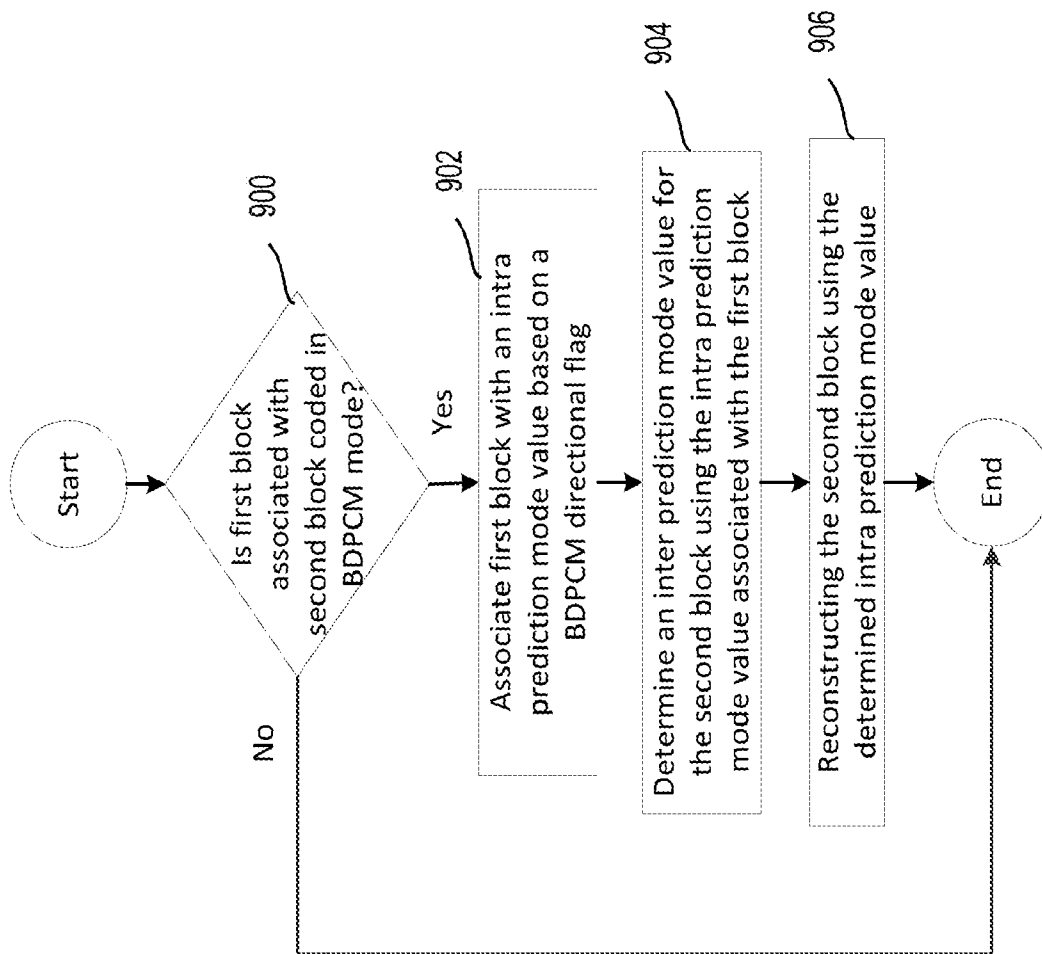 Start
900
Is first block
associated with
second block coded in
BDPCM mode?
No
Yes
902
Associate first block with an intra
prediction mode value based on a
BDPCM directional flag
904
Determine an inter prediction mode value for
the second block using the intra prediction
mode value associated with the first block
906
Reconstructing the second block using the
determined intra prediction mode value
End